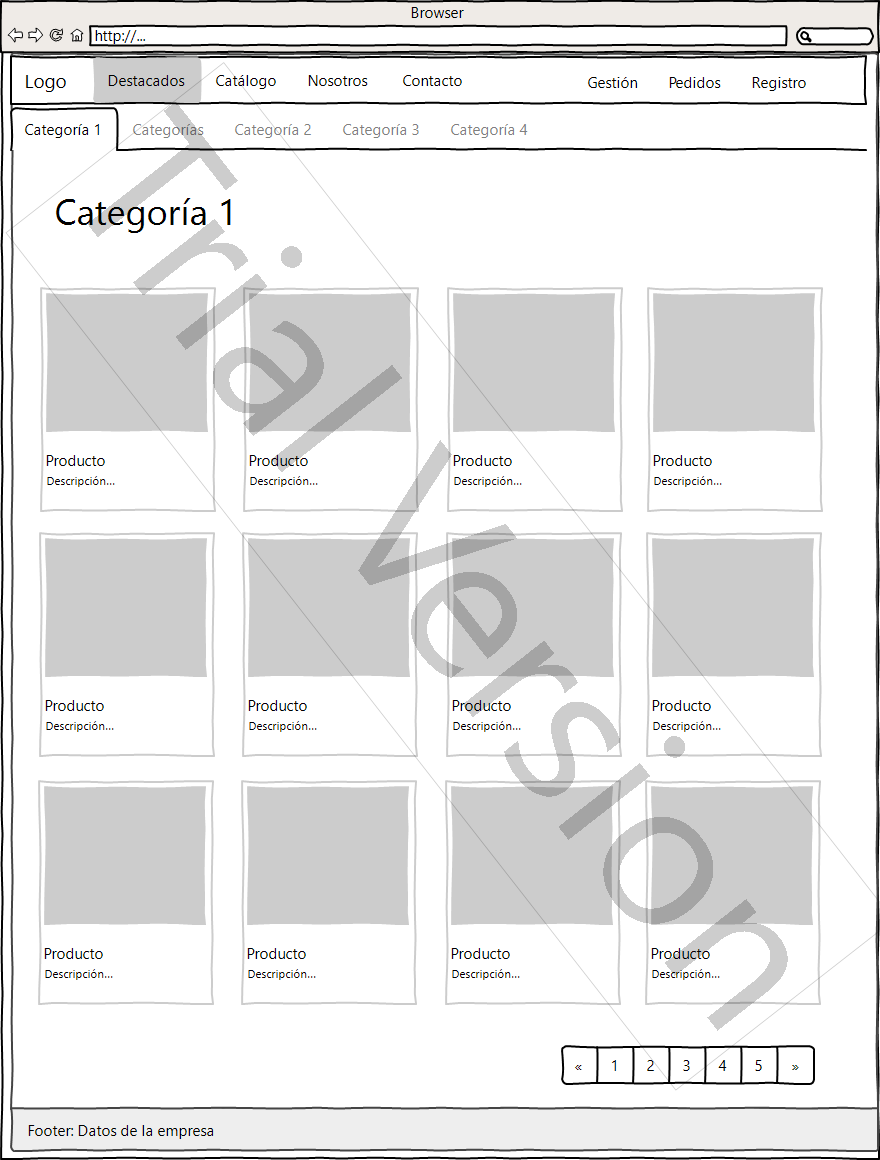 Browser
http://...
Logo Destacados Catálogo Nosotros Contacto Gestión Pedidos Registro
Categoría 1 Categorías Categoría 2 Categoría 3 Categoría 4
Categoría 1
Producto Producto Producto Producto
Descripción... Descripción... Descripción... Descripción...
Producto Producto Producto Producto
Descripción... Descripción... Descripción... Descripción...
Producto Producto Producto Producto
Descripción... Descripción... Descripción... Descripción...
« 1 2 3 4 5 »
Footer: Datos de la empresa
Trial Version